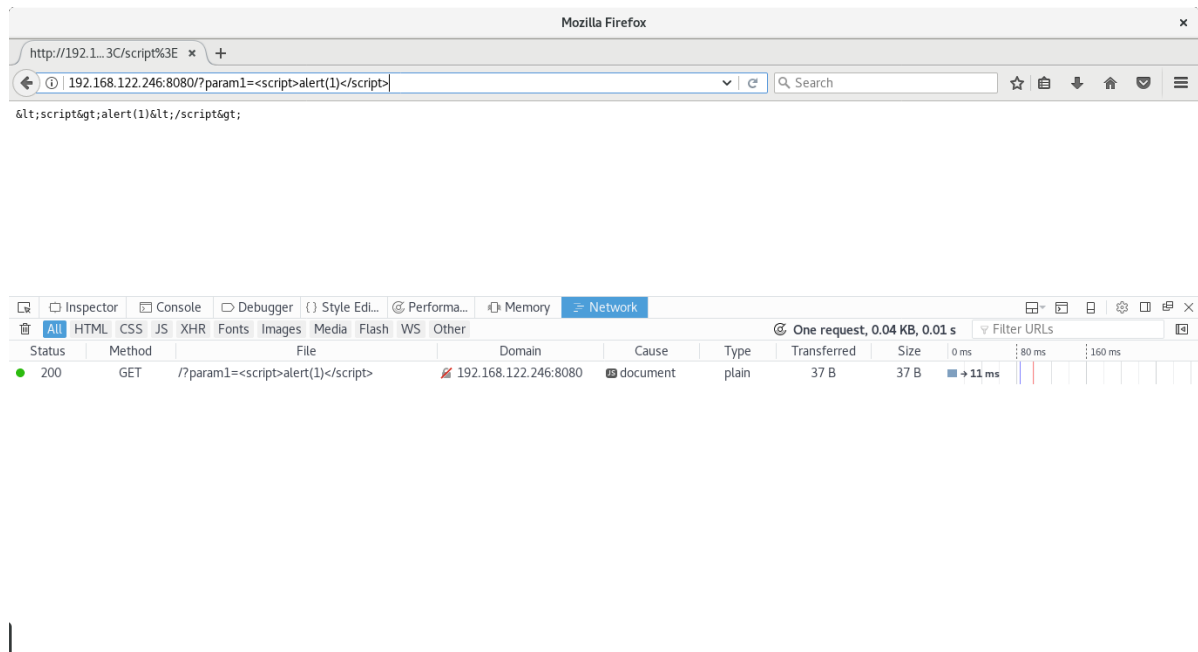 Mozilla Firefox
http://192.1...3C/script%3E
192.168.122.246:8080/?param1=<script>alert(1)</script>
Search
&lt;script&gt;alert(1)&lt;/script&gt;
Inspector Console Debugger {} Style Edi... Performa... Memory Network
All HTML CSS JS XHR Fonts Images Media Flash WS Other One request, 0.04 KB, 0.01 s Filter URLs
Status Method File Domain Cause Type Transferred Size 0 ms 80 ms 160 ms
200 GET /?param1=<script>alert(1)</script> 192.168.122.246:8080 JS document plain 37 B 37 B → 11 ms